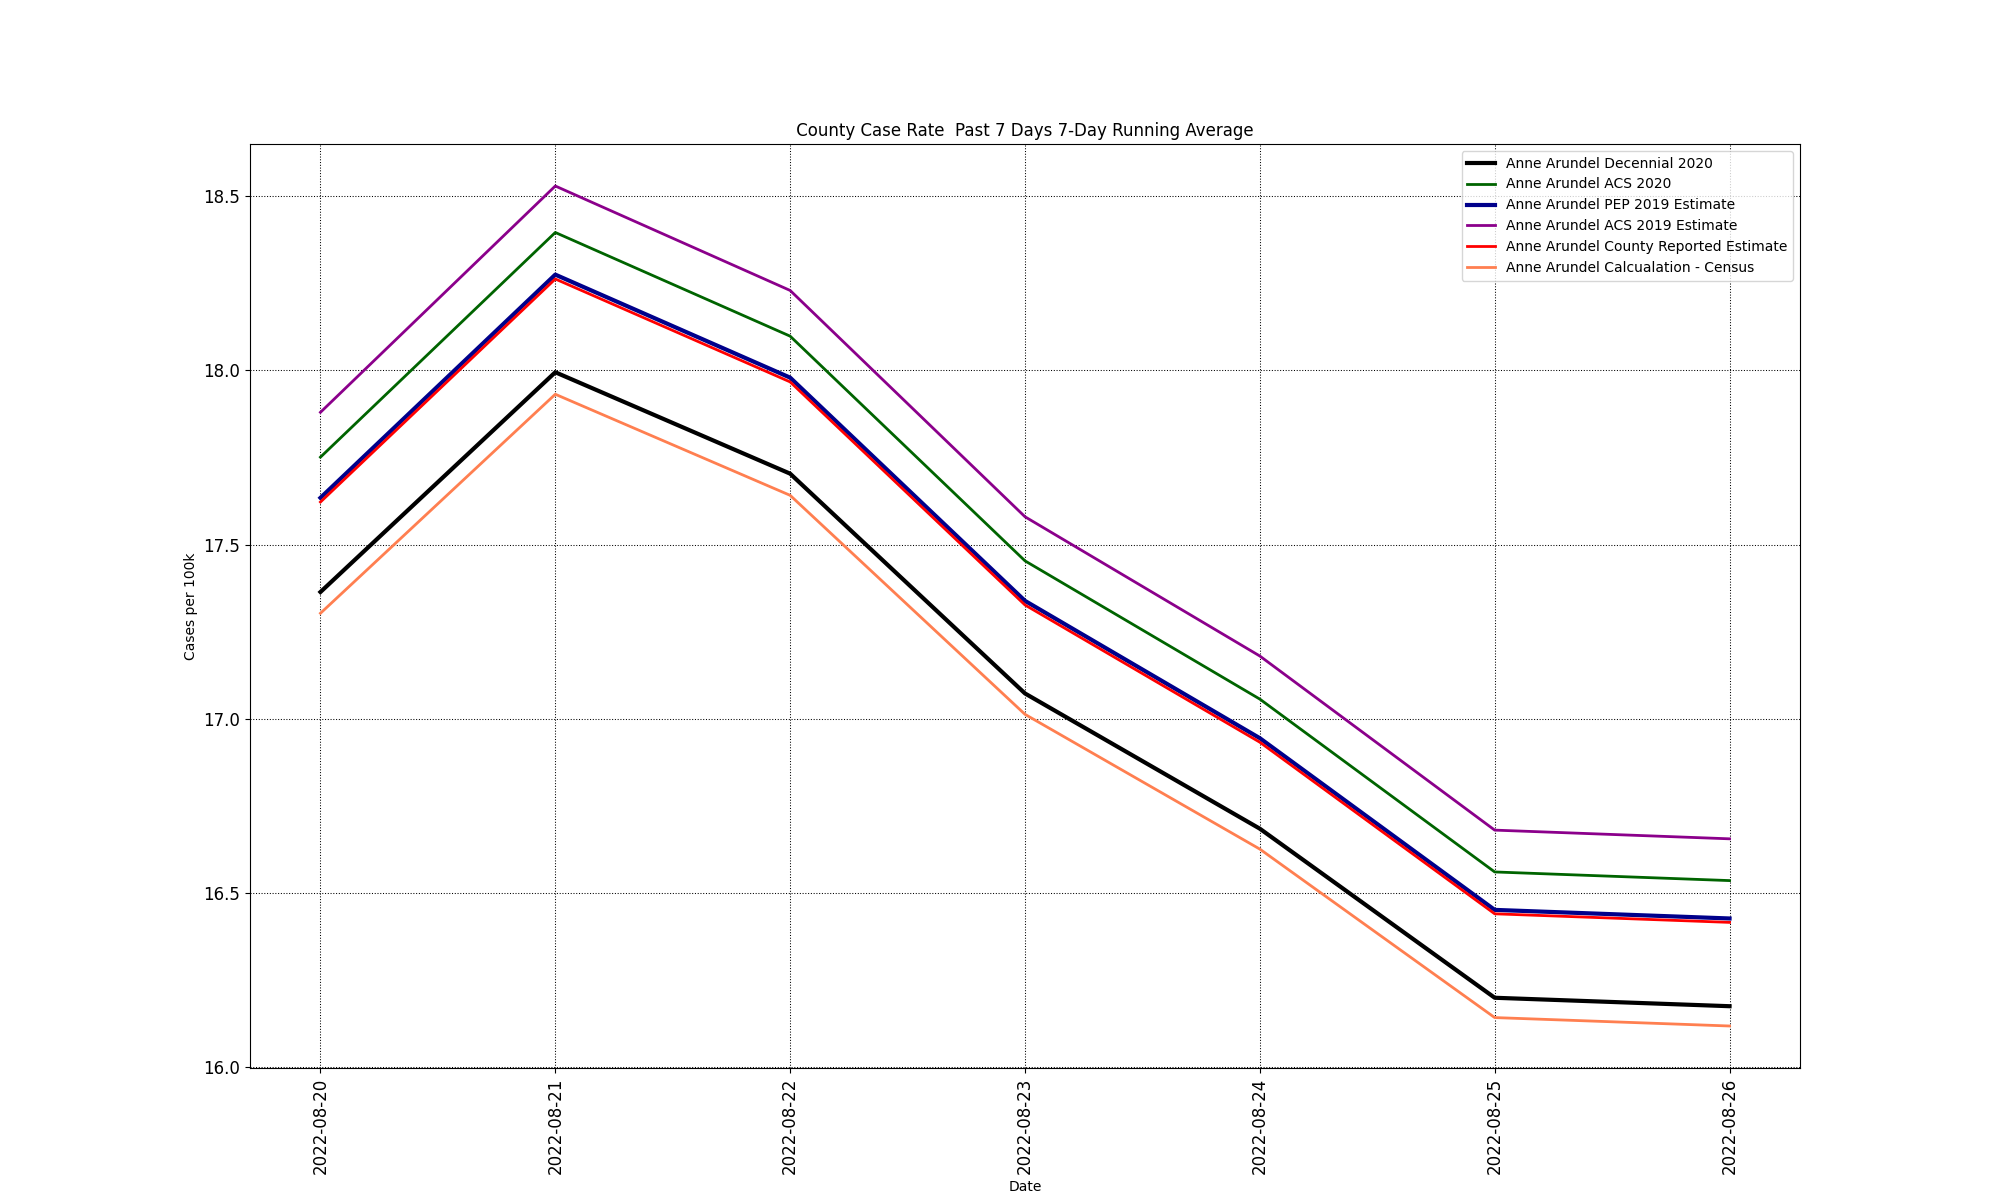 County Case Rate  Past 7 Days 7-Day Running Average
Anne Arundel Decennial 2020
Anne Arundel ACS 2020
Anne Arundel PEP 2019 Estimate
Anne Arundel ACS 2019 Estimate
Anne Arundel County Reported Estimate
Anne Arundel Calcualation - Census
Cases per 100k
18.5
18.0
17.5
17.0
16.5
16.0
2022-08-20
2022-08-21
2022-08-22
2022-08-23
2022-08-24
2022-08-25
2022-08-26
Date